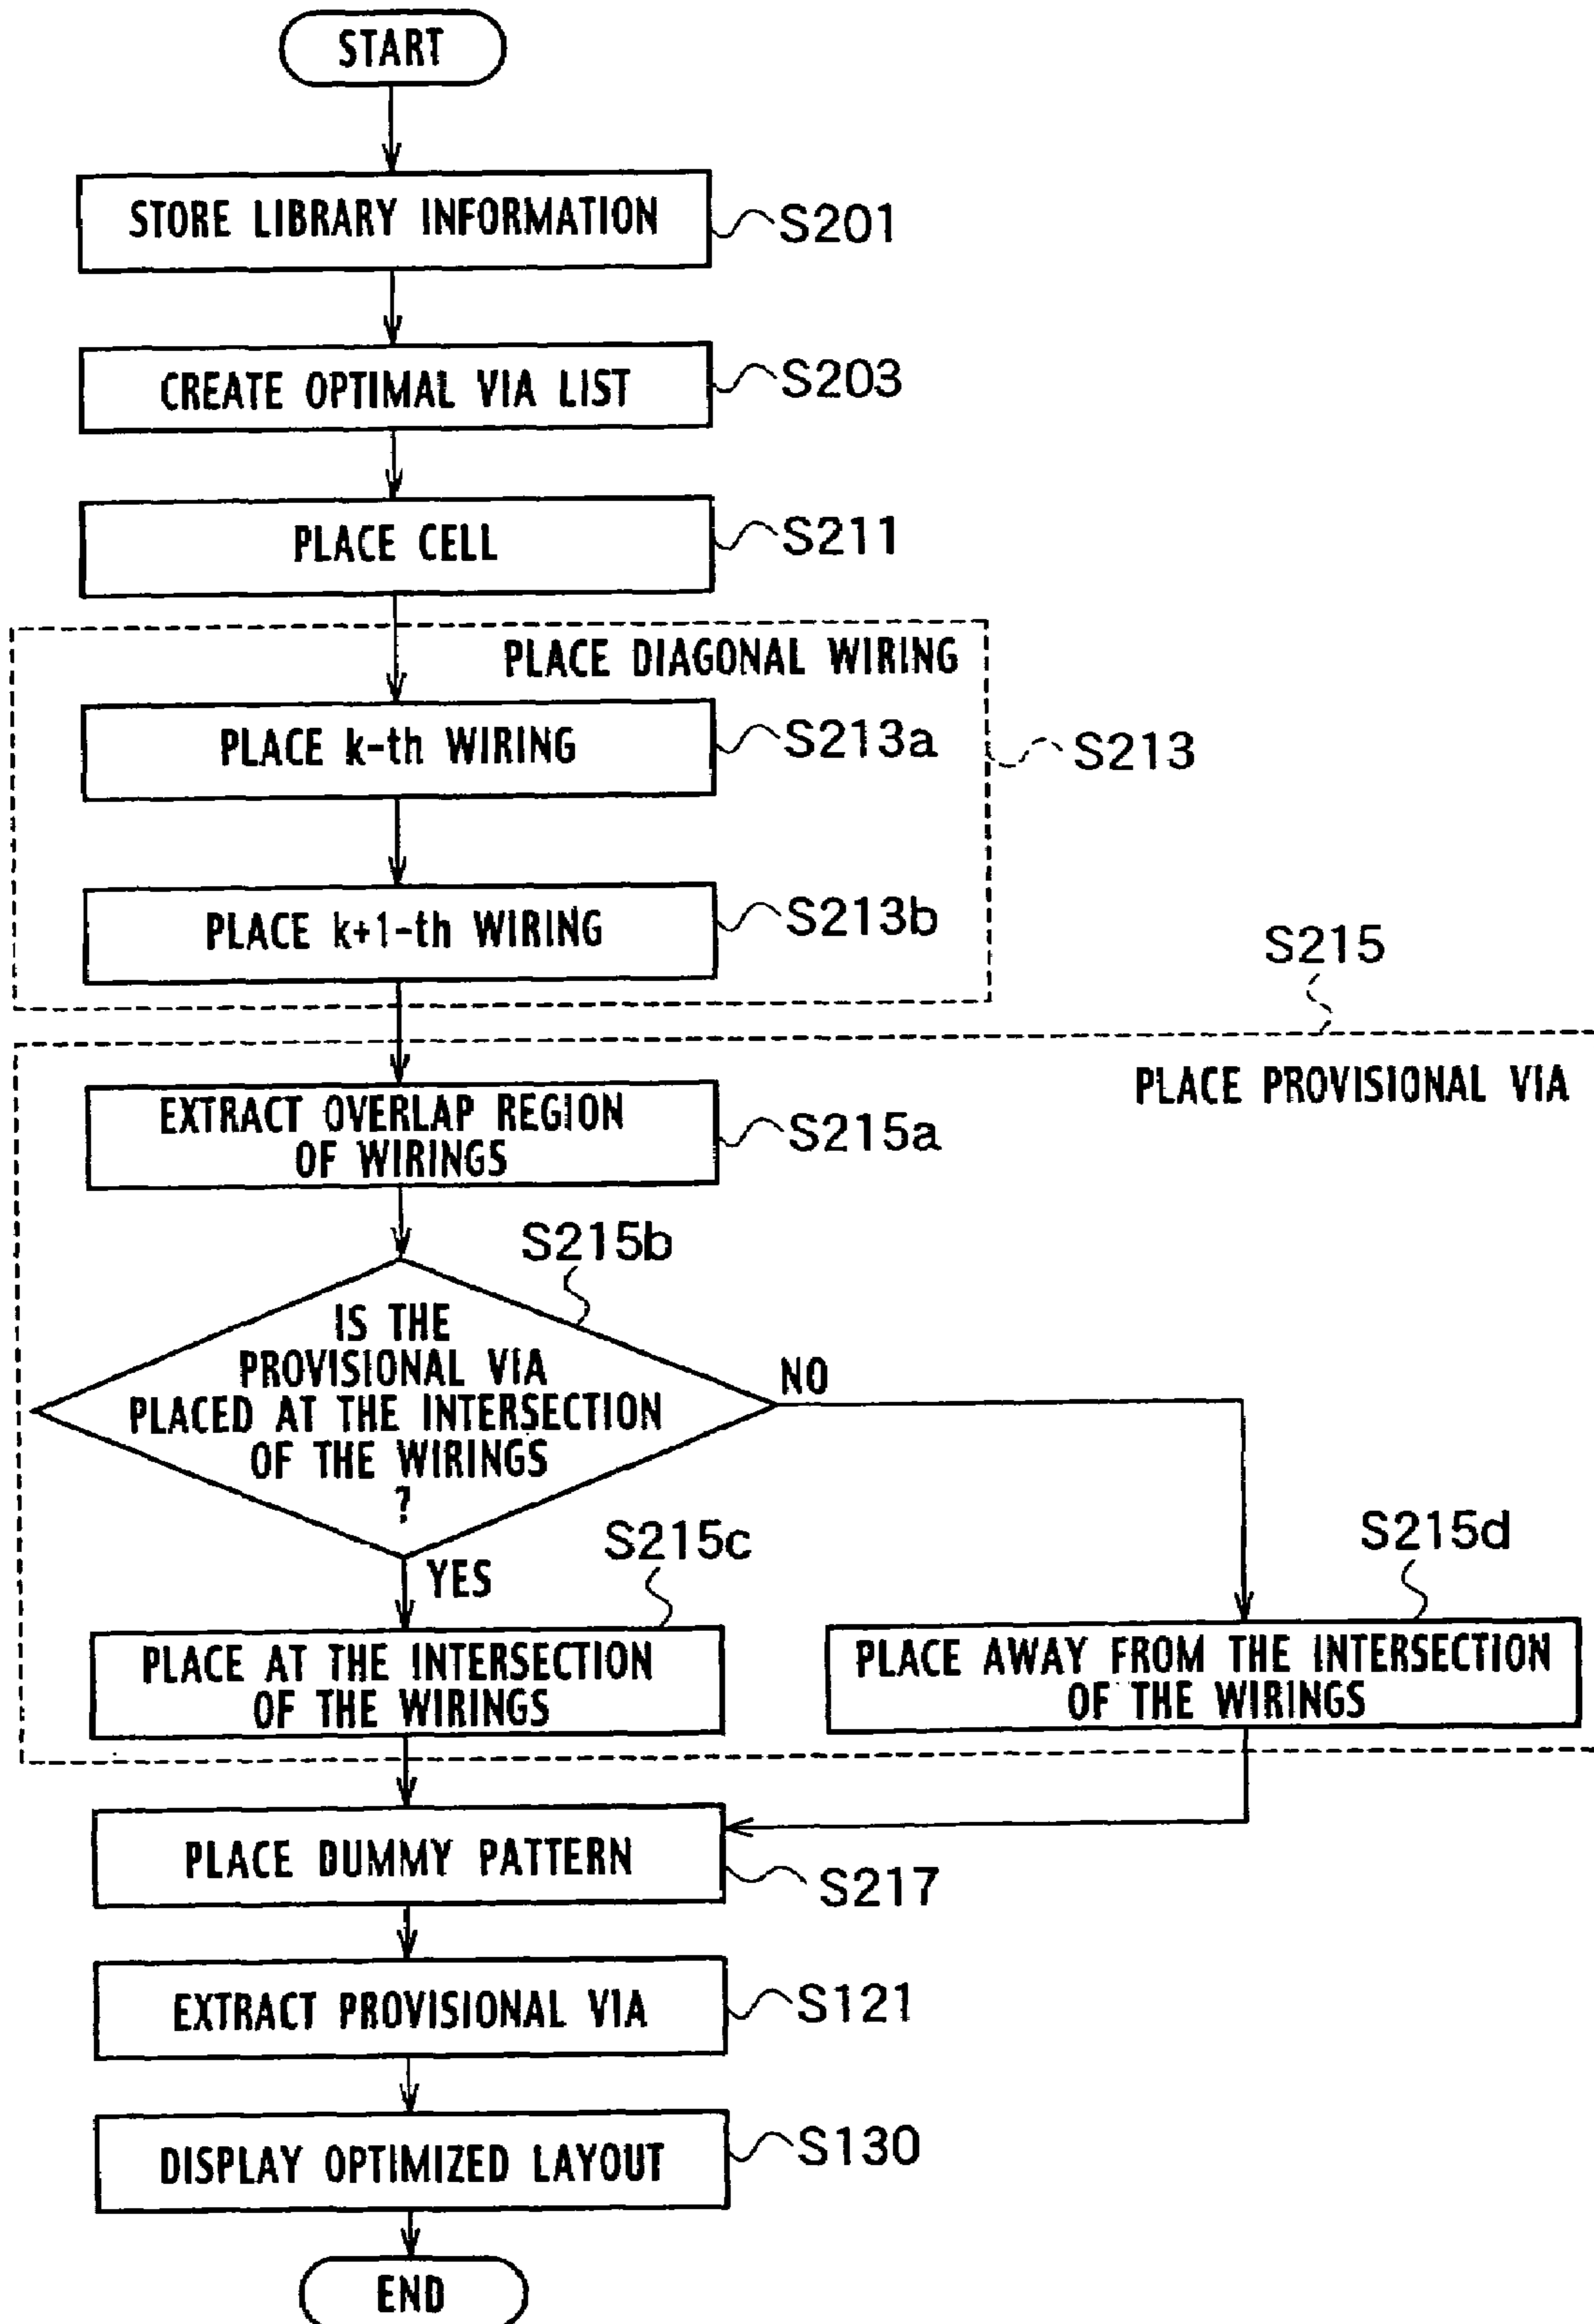 START
STORE LIBRARY INFORMATION
S201
CREATE OPTIMAL VIA LIST
S203
PLACE CELL
S211
PLACE DIAGONAL WIRING
PLACE k-th WIRING
S213a
S213
PLACE k+1-th WIRING
S213b
S215
PLACE PROVISIONAL VIA
EXTRACT OVERLAP REGION
OF WIRINGS
S215a
S215b
IS THE
PROVISIONAL VIA
PLACED AT THE INTERSECTION
OF THE WIRINGS
?
NO
YES
S215c
S215d
PLACE AT THE INTERSECTION
OF THE WIRINGS
PLACE AWAY FROM THE INTERSECTION
OF THE WIRINGS
PLACE DUMMY PATTERN
S217
EXTRACT PROVISIONAL VIA
S121
DISPLAY OPTIMIZED LAYOUT
S130
END